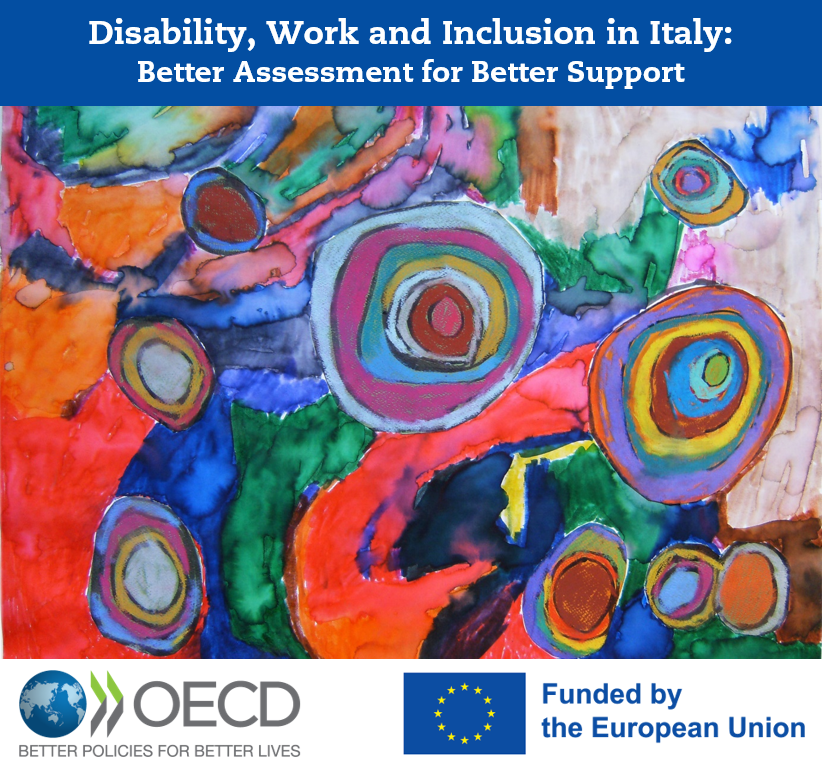 Disability, Work and Inclusion in Italy:
Better Assessment for Better Support
OECD
BETTER POLICIES FOR BETTER LIVES
Funded by
the European Union